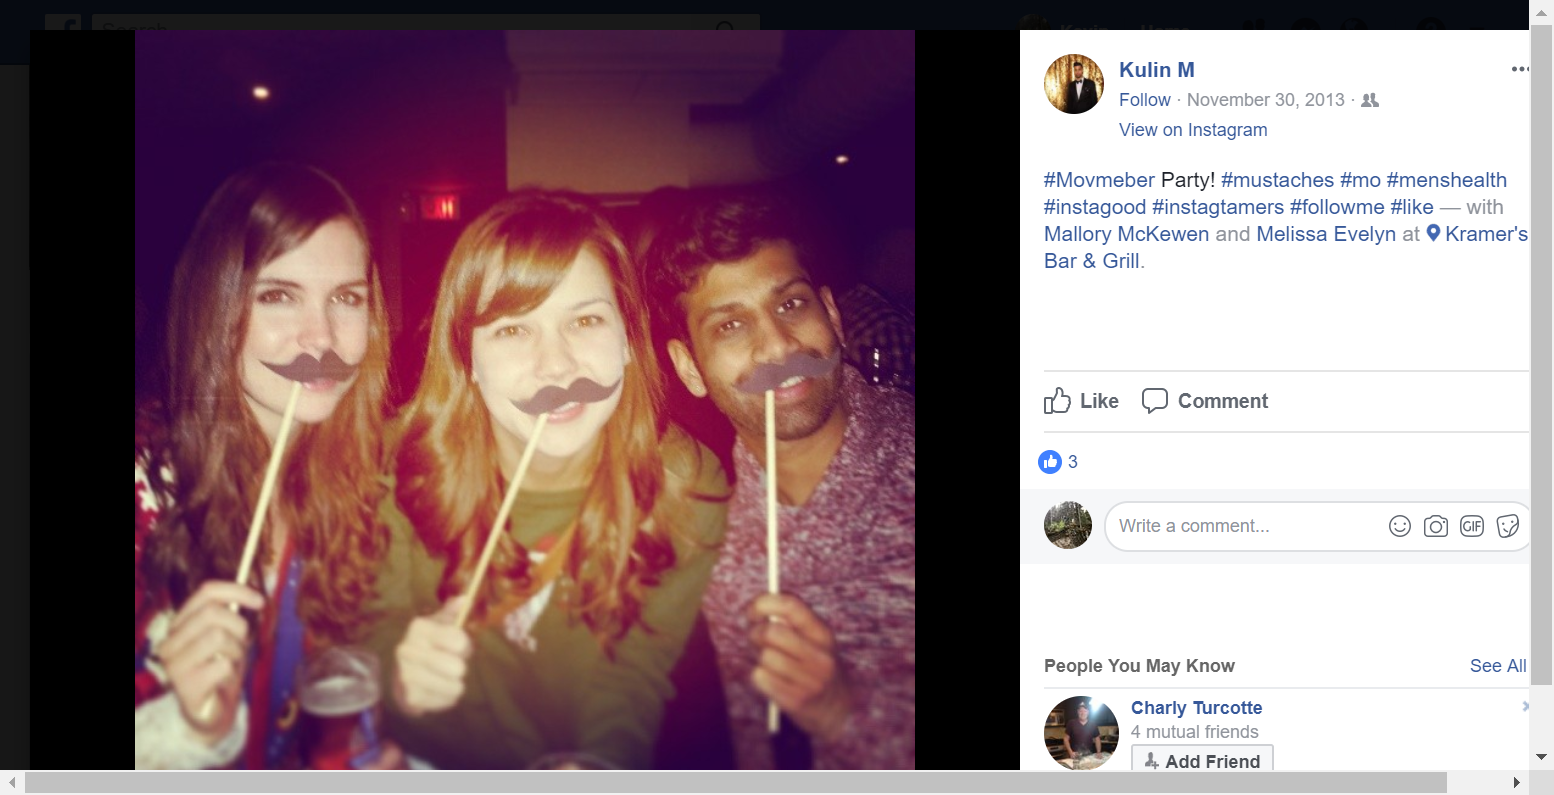 Search
Kulin M
Follow · November 30, 2013 ·
View on Instagram
#Movmeber Party! #mustaches #mo #menshealth
#instagood #instagtamers #followme #like — with
Mallory McKewen and Melissa Evelyn at Kramer's
Bar & Grill.
Like Comment
3
Write a comment...
GIF
People You May Know
See All
Charly Turcotte
4 mutual friends
Add Friend